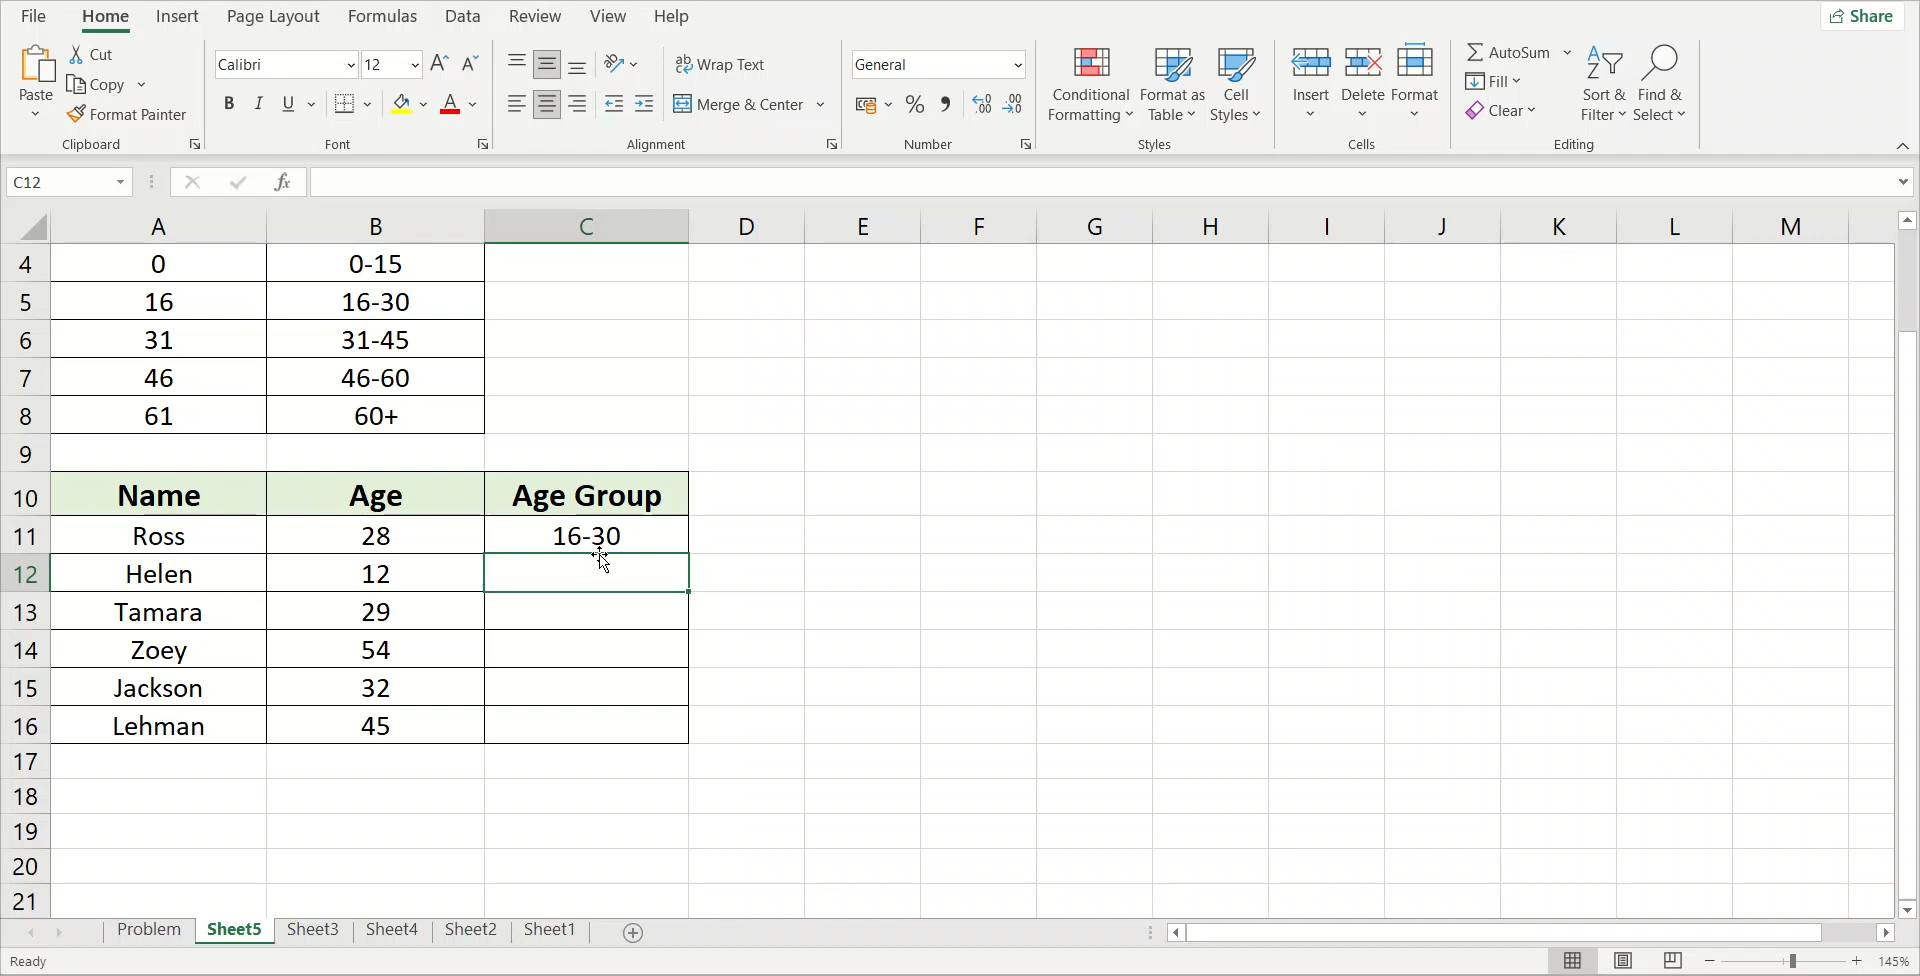 File Home Insert Page Layout Formulas Data Review View Help Share
Paste Cut Copy Format Painter Clipboard
Calibri 12 B I U A Font
Wrap Text Merge & Center Alignment
General % Number
Conditional Formatting Format as Table Cell Styles Styles
Insert Delete Format Cells
AutoSum Fill Clear Sort & Filter Find & Select Editing
C12 fx
A B C D E F G H I J K L M
4 0 0-15
5 16 16-30
6 31 31-45
7 46 46-60
8 61 60+
9
10 Name Age Age Group
11 Ross 28 16-30
12 Helen 12
13 Tamara 29
14 Zoey 54
15 Jackson 32
16 Lehman 45
17
18
19
20
21
Problem Sheet5 Sheet3 Sheet4 Sheet2 Sheet1
Ready 145%